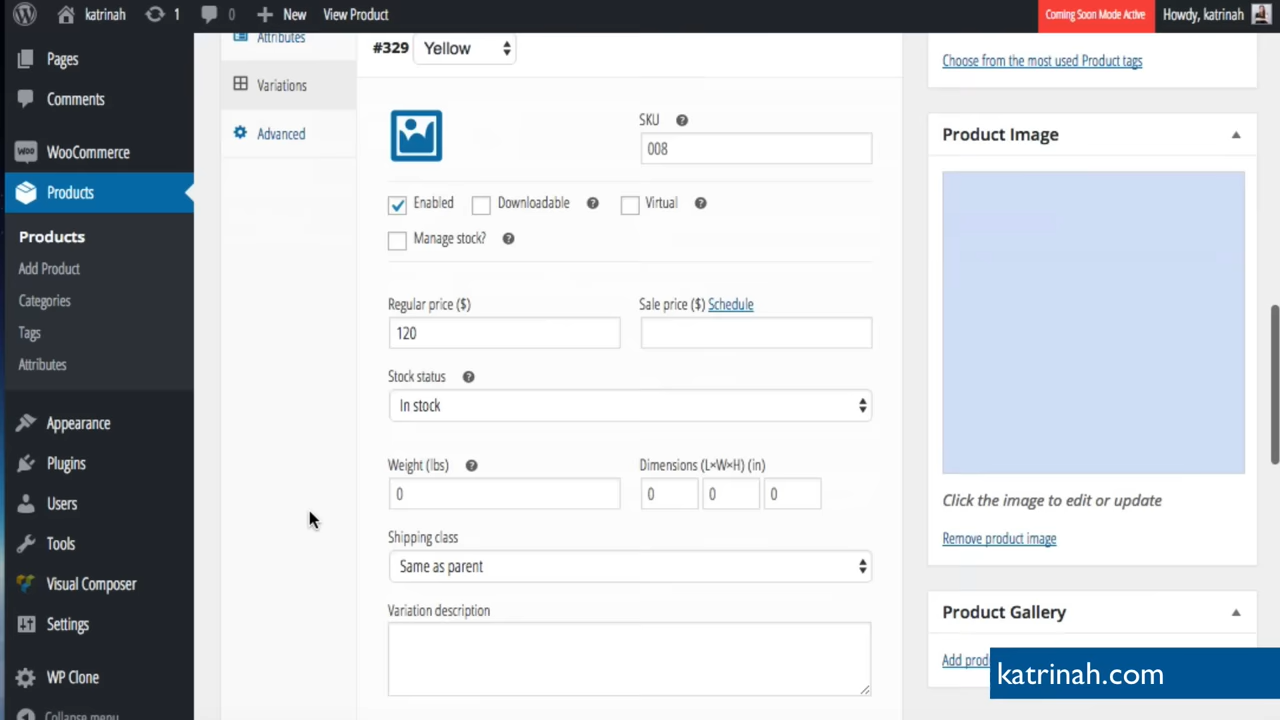 katrinah 1 0 New View Product Coming Soon Mode Active Howdy, katrinah
Pages
Comments
WooCommerce
Products
Products
Add Product
Categories
Tags
Attributes
Appearance
Plugins
Users
Tools
Visual Composer
Settings
WP Clone
Collapse menu
Attributes
Variations
Advanced
#329 Yellow
SKU
008
Enabled Downloadable Virtual
Manage stock?
Regular price ($) Sale price ($) Schedule
120
Stock status
In stock
Weight (lbs) Dimensions (L×W×H) (in)
0 0 0 0
Shipping class
Same as parent
Variation description
Choose from the most used Product tags
Product Image
Click the image to edit or update
Remove product image
Product Gallery
Add prod
katrinah.com